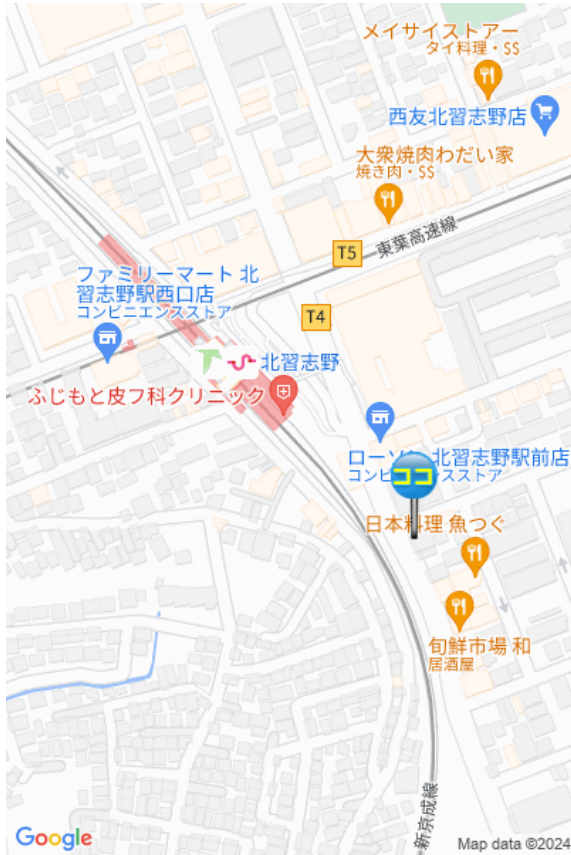 メイサイストアー
タイ料理・$$
西友北習志野店
大衆焼肉わだい家
焼き肉・$$
T5
東葉高速線
ファミリーマート 北
習志野駅西口店
コンビニエンスストア
T4
北習志野
ふじもと皮フ科クリニック
ローソン 北習志野駅前店
コンビニエンスストア
ココ
日本料理 魚つぐ
旬鮮市場 和
居酒屋
新京成線
Google
Map data ©2024